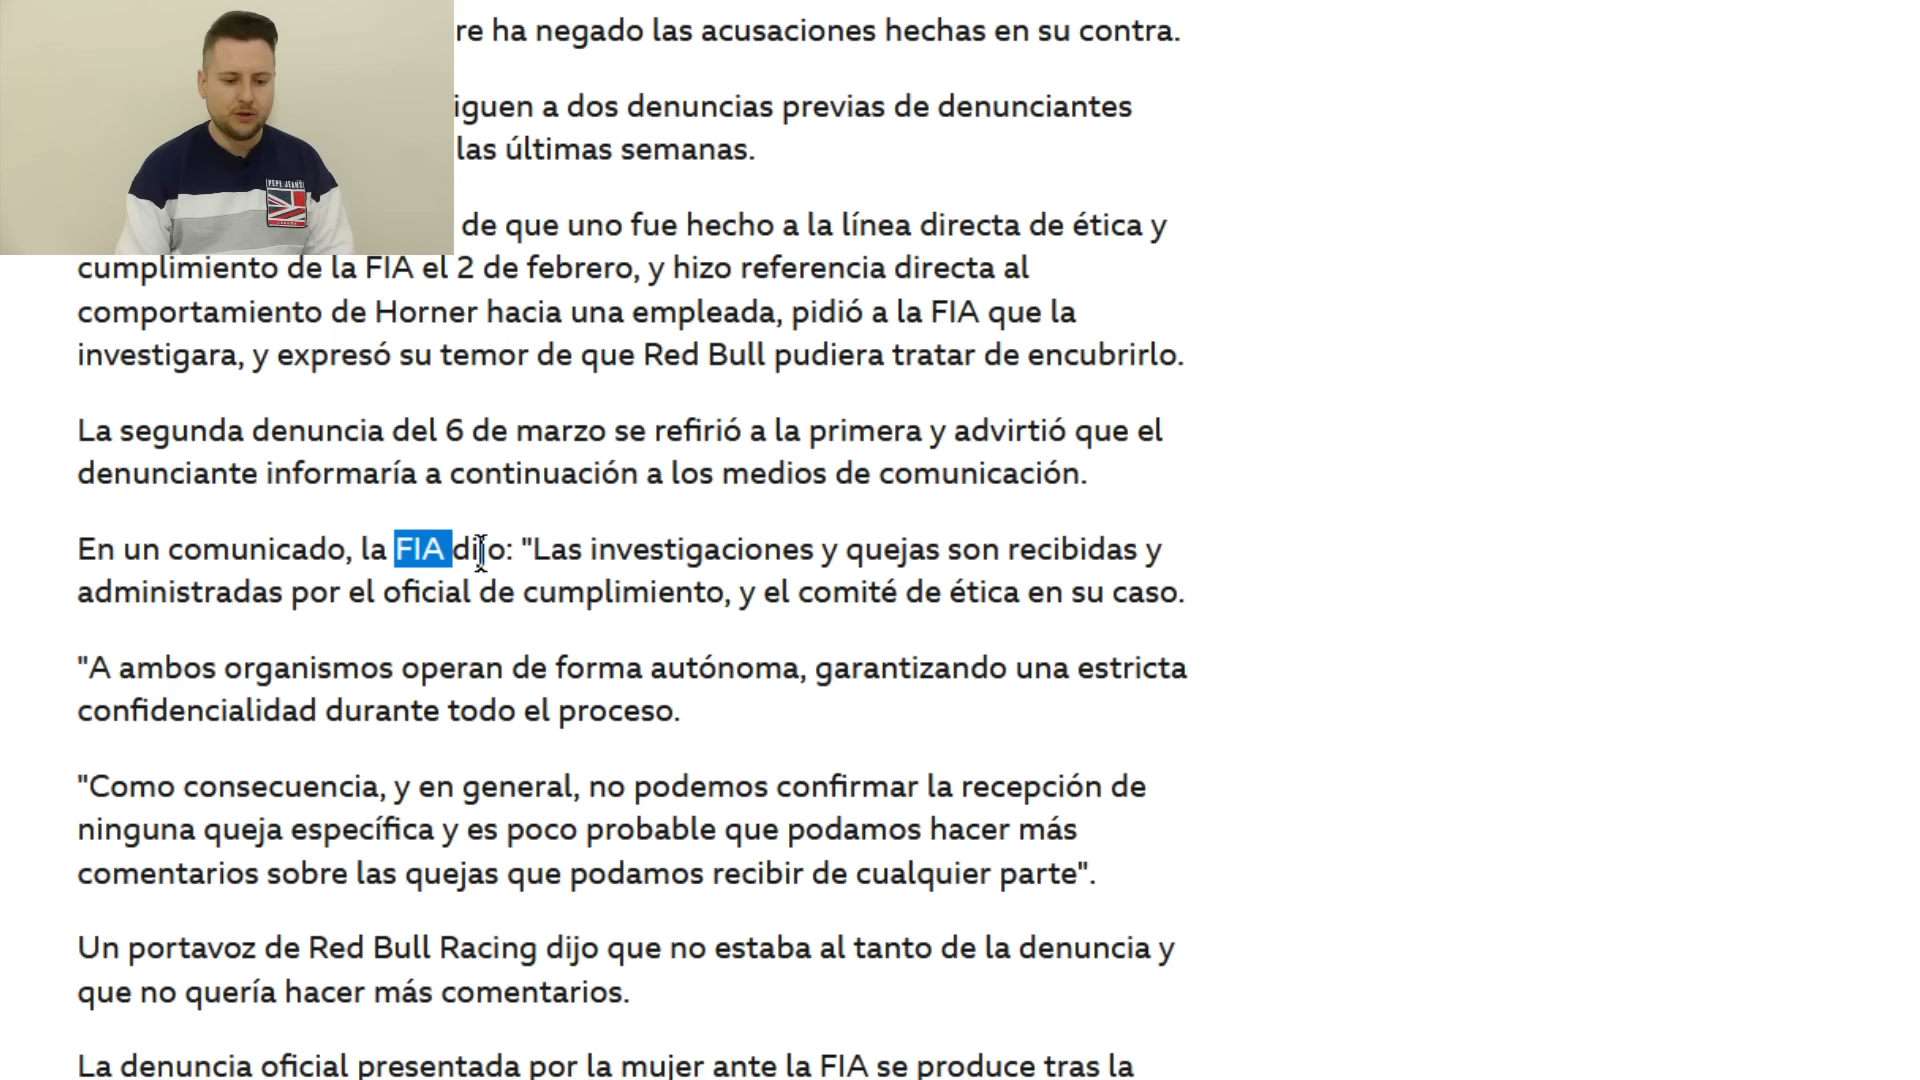 re ha negado las acusaciones hechas en su contra.
iguen a dos denuncias previas de denunciantes
las últimas semanas.
de que uno fue hecho a la línea directa de ética y
cumplimiento de la FIA el 2 de febrero, y hizo referencia directa al
comportamiento de Horner hacia una empleada, pidió a la FIA que la
investigara, y expresó su temor de que Red Bull pudiera tratar de encubrirlo.
La segunda denuncia del 6 de marzo se refirió a la primera y advirtió que el
denunciante informaría a continuación a los medios de comunicación.
En un comunicado, la FIA dijo: "Las investigaciones y quejas son recibidas y
administradas por el oficial de cumplimiento, y el comité de ética en su caso.
"A ambos organismos operan de forma autónoma, garantizando una estricta
confidencialidad durante todo el proceso.
"Como consecuencia, y en general, no podemos confirmar la recepción de
ninguna queja específica y es poco probable que podamos hacer más
comentarios sobre las quejas que podamos recibir de cualquier parte".
Un portavoz de Red Bull Racing dijo que no estaba al tanto de la denuncia y
que no quería hacer más comentarios.
La denuncia oficial presentada por la mujer ante la FIA se produce tras la
PEPE JEANS